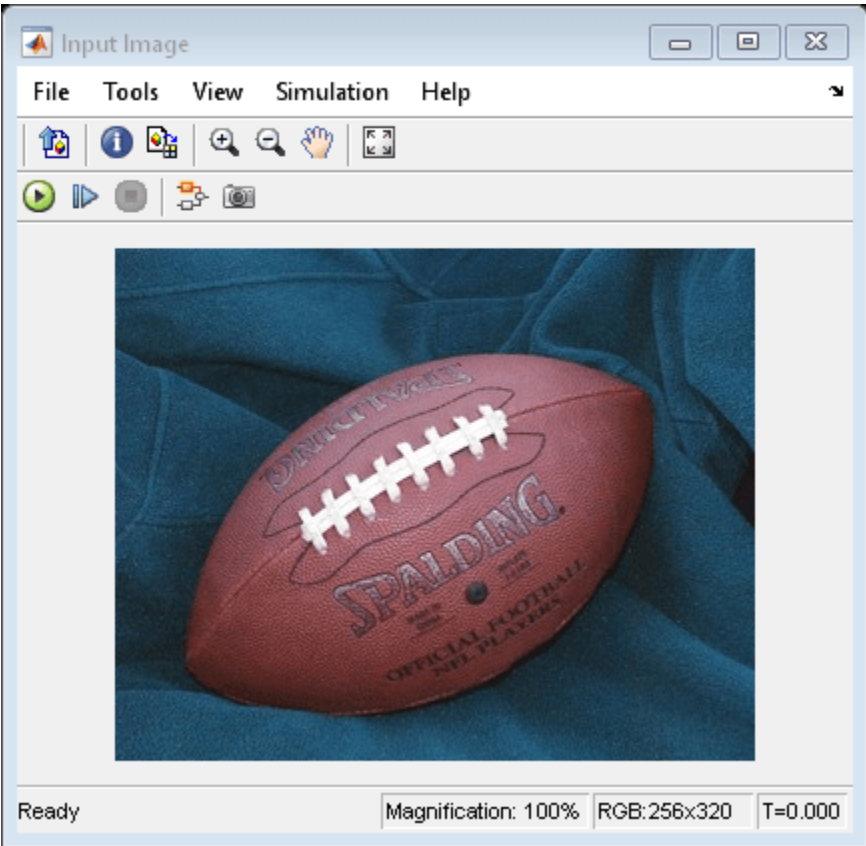 Input Image
File Tools View Simulation Help
SPALDING
SPALDING.
OFFICIAL FOOTBALL
NFL PLAYERS
Ready Magnification: 100% RGB:256x320 T=0.000